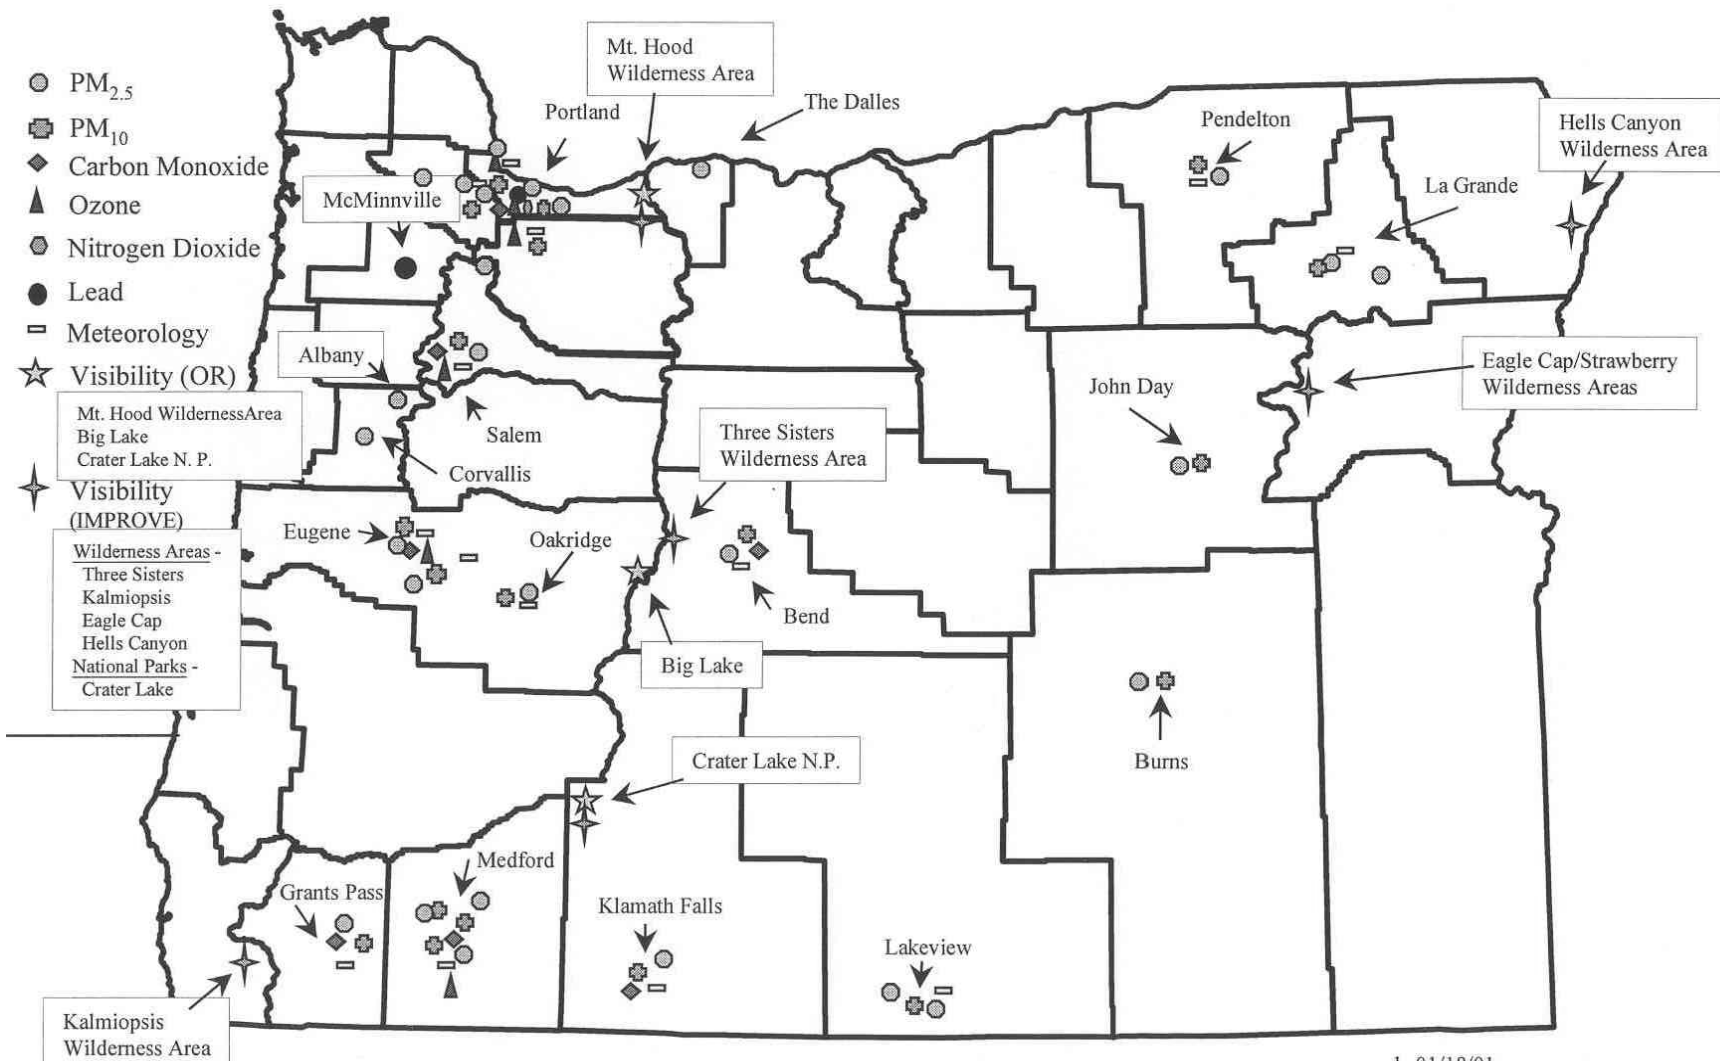 PM2.5
PM10
Carbon Monoxide
Ozone
Nitrogen Dioxide
Lead
Meteorology
Visibility (OR)
Mt. Hood WildernessArea
Big Lake
Crater Lake N. P.
Visibility
(IMPROVE)
Wilderness Areas -
Three Sisters
Kalmiopsis
Eagle Cap
Hells Canyon
National Parks -
Crater Lake
Mt. Hood
Wilderness Area
Portland
The Dalles
Pendelton
Hells Canyon
Wilderness Area
La Grande
McMinnville
Albany
Salem
Corvallis
John Day
Eagle Cap/Strawberry
Wilderness Areas
Three Sisters
Wilderness Area
Eugene
Oakridge
Bend
Big Lake
Burns
Crater Lake N.P.
Medford
Grants Pass
Klamath Falls
Lakeview
Kalmiopsis
Wilderness Area